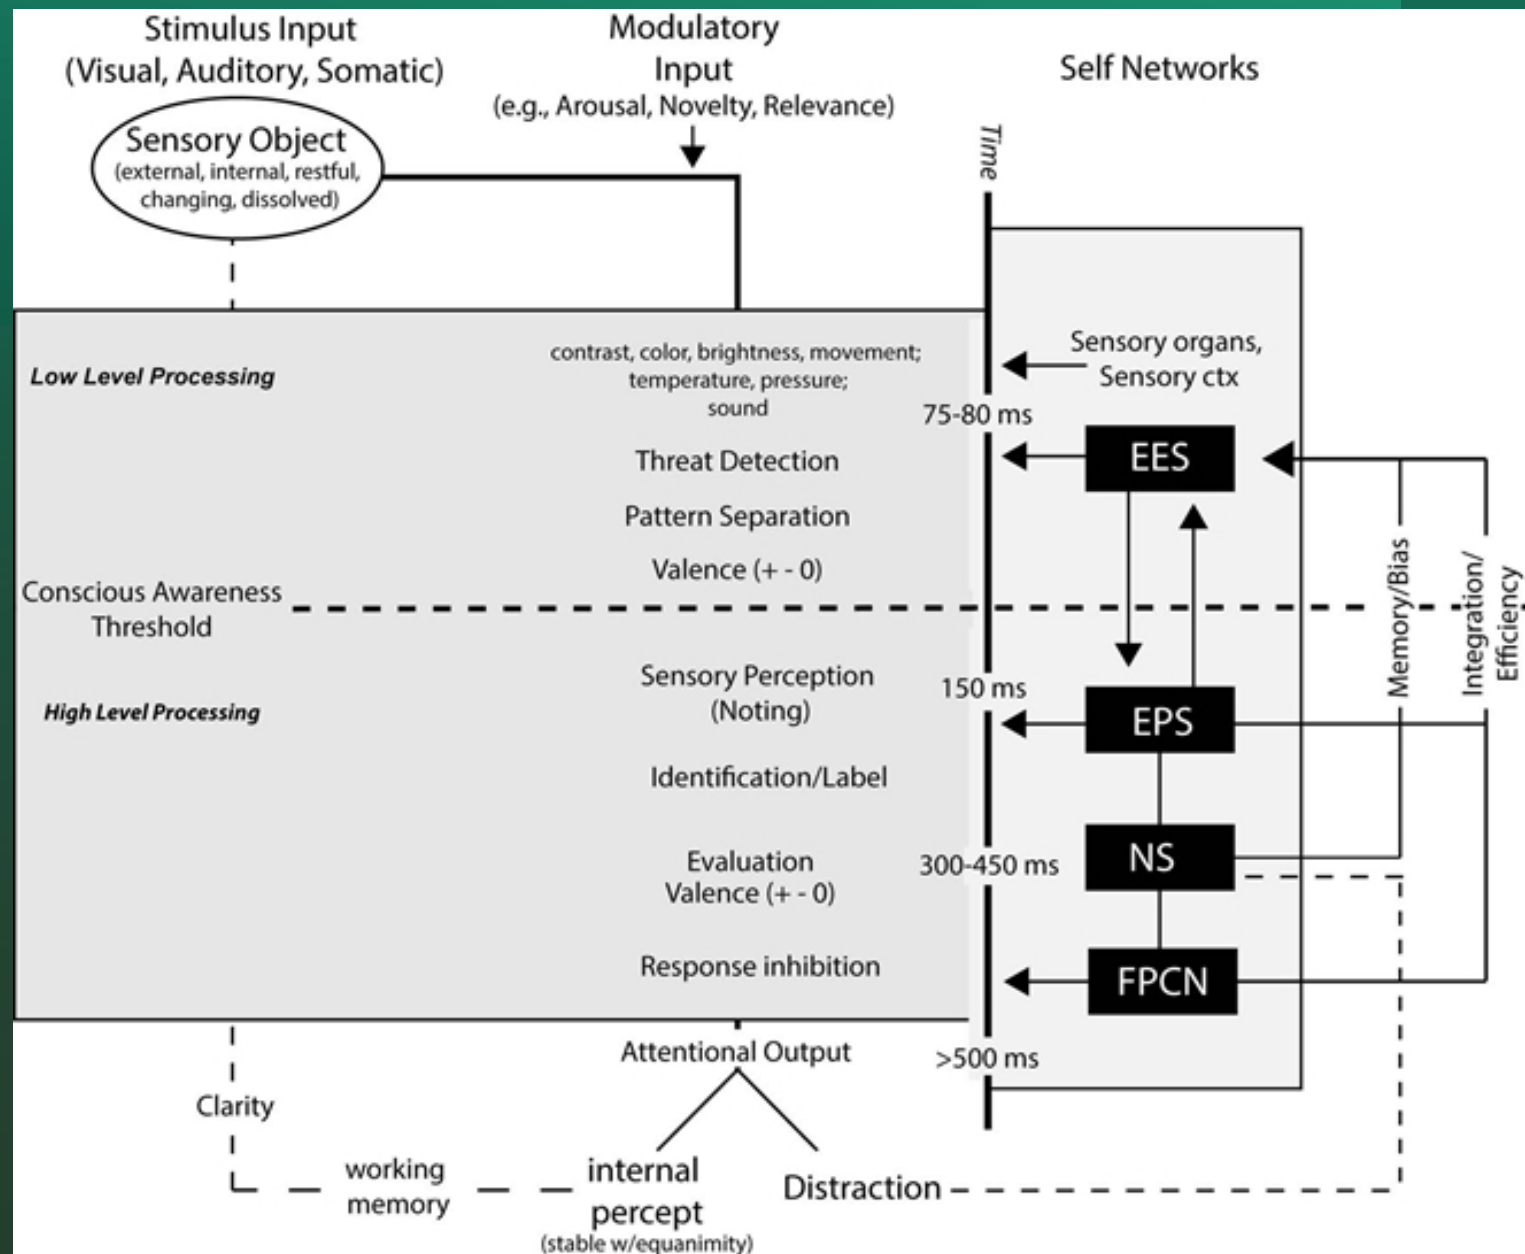 Stimulus Input
(Visual, Auditory, Somatic)
Modulatory
Input
(e.g., Arousal, Novelty, Relevance)
Self Networks
Sensory Object
(external, internal, restful,
changing, dissolved)
Time
Low Level Processing
contrast, color, brightness, movement;
temperature, pressure;
sound
Sensory organs,
Sensory ctx
75-80 ms
Threat Detection
EES
Pattern Separation
Valence (+ - 0)
Conscious Awareness
Threshold
Memory/Bias
Integration/
Efficiency
Sensory Perception
(Noting)
150 ms
High Level Processing
EPS
Identification/Label
Evaluation
Valence (+ - 0)
300-450 ms
NS
Response inhibition
FPCN
Attentional Output
>500 ms
Clarity
working
memory
internal
percept
(stable w/equanimity)
Distraction